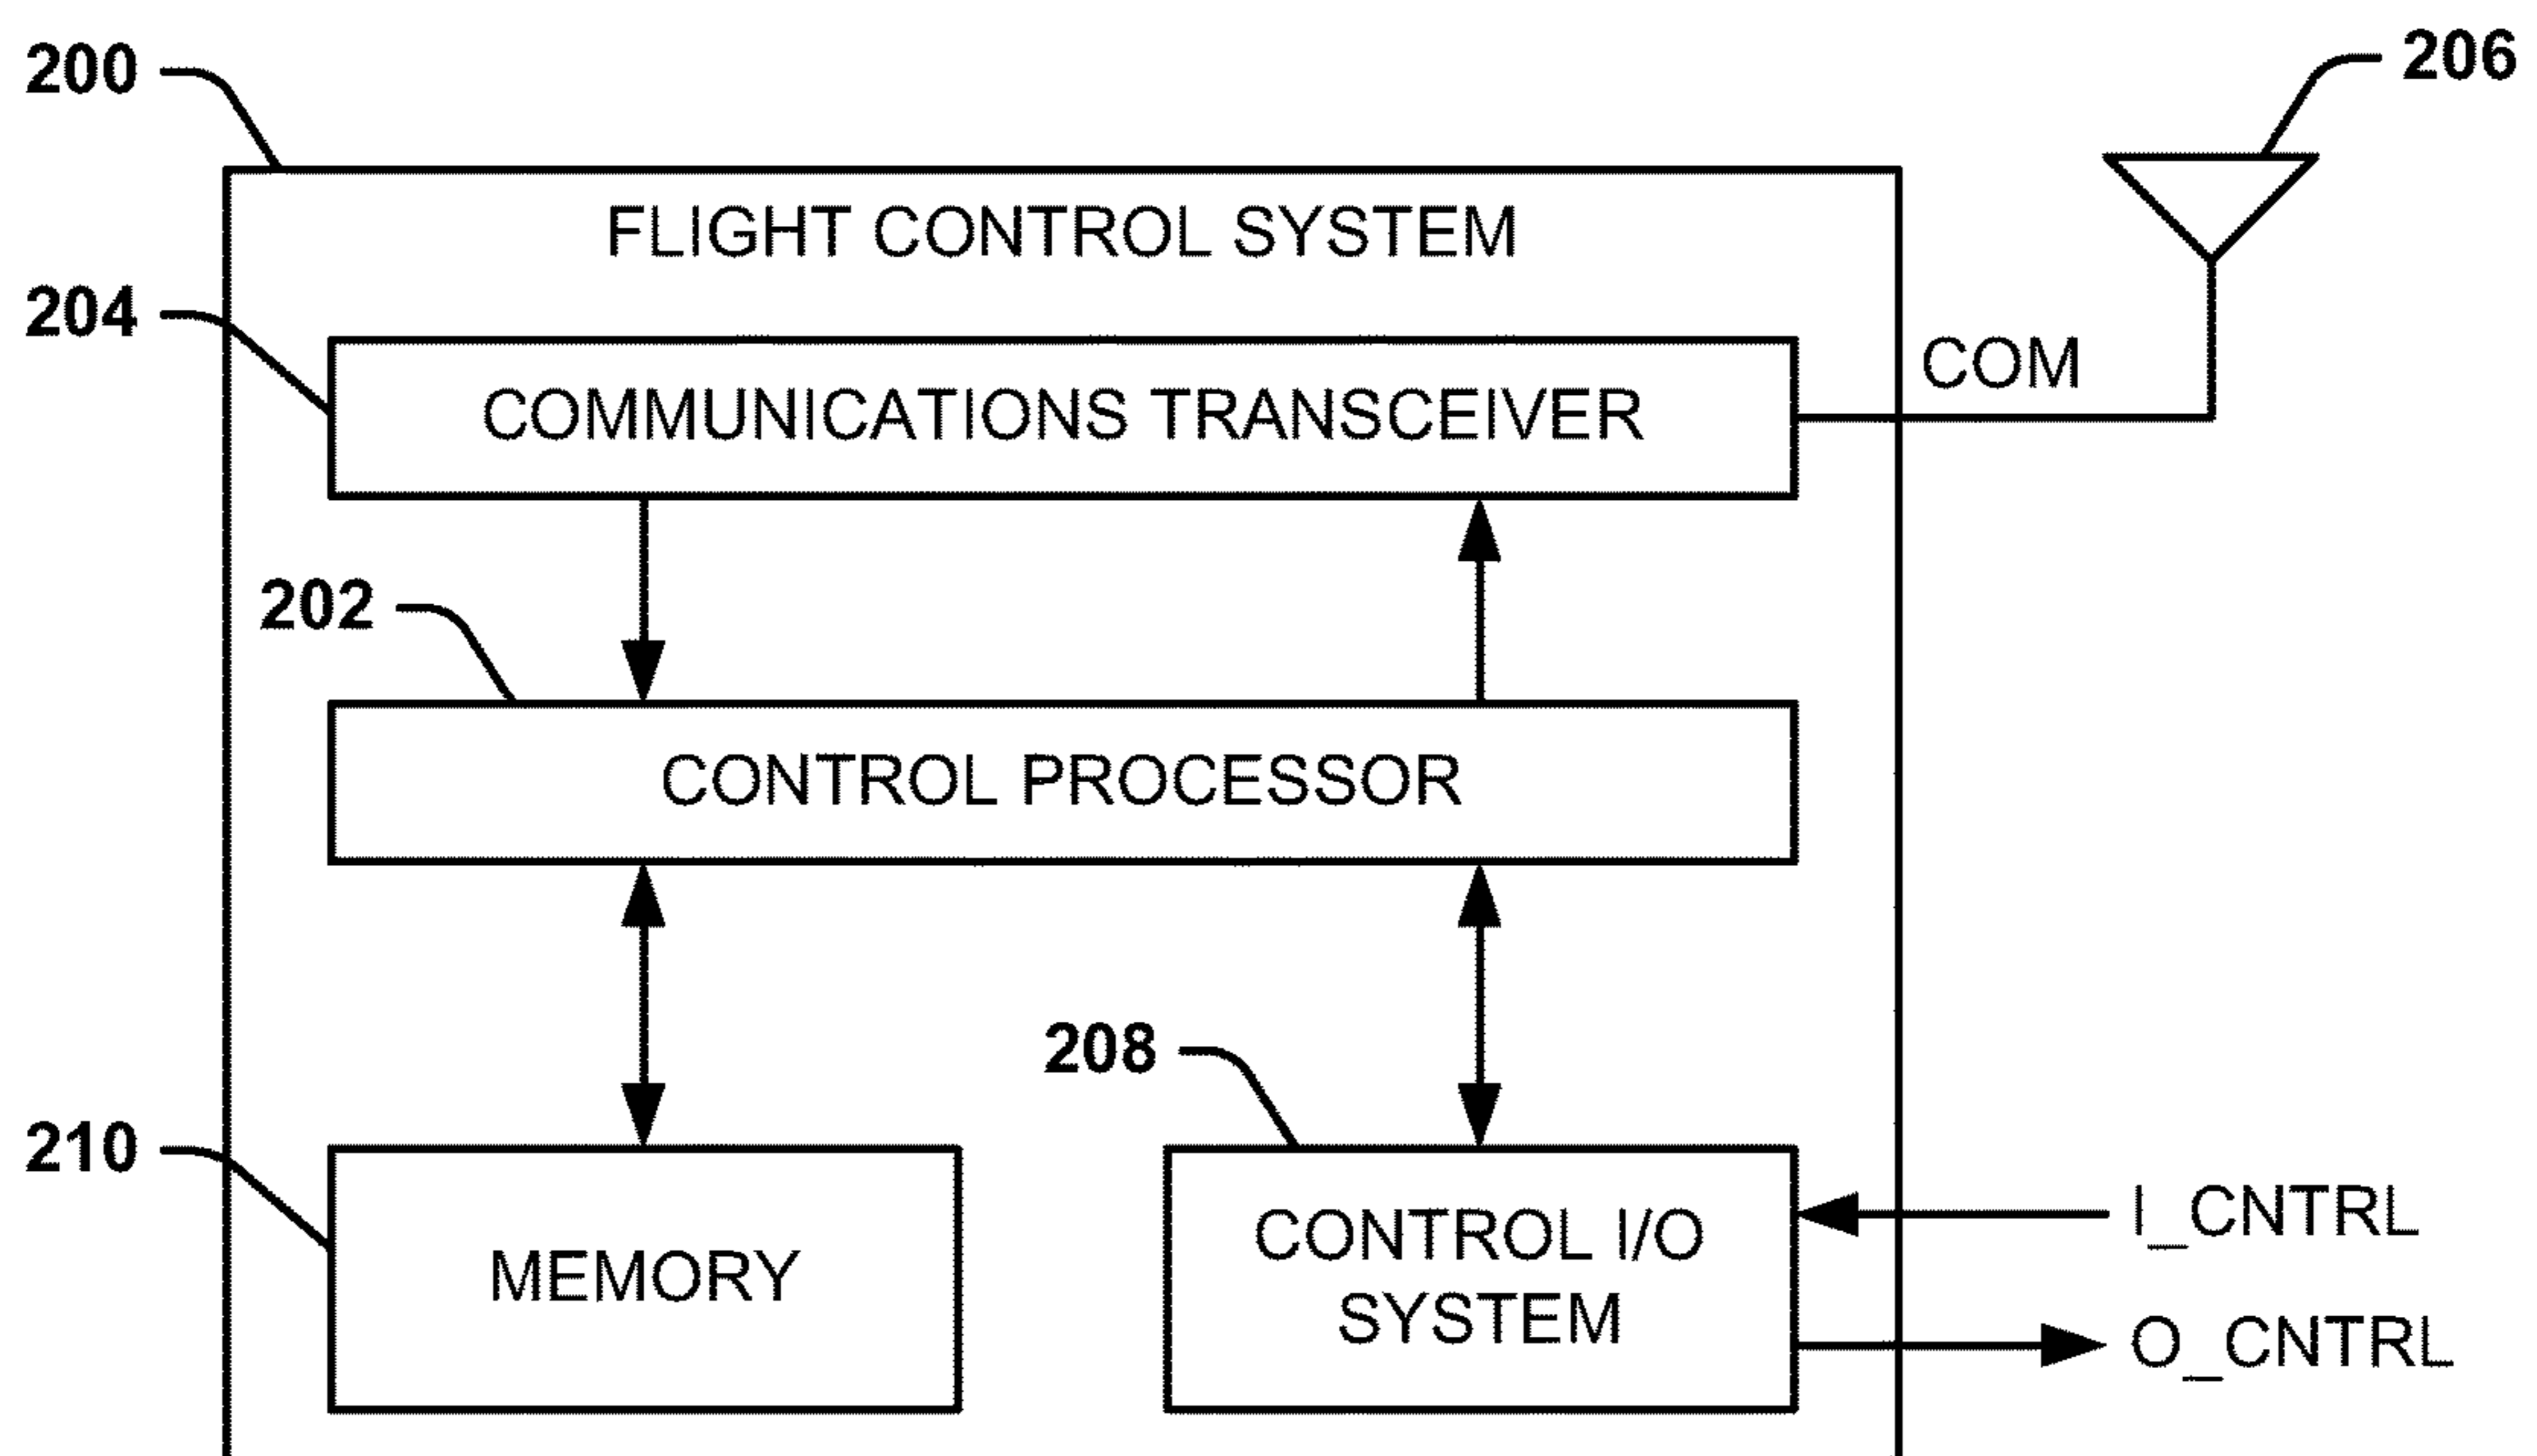 200
206
FLIGHT CONTROL SYSTEM
204
COMMUNICATIONS TRANSCEIVER
COM
202
CONTROL PROCESSOR
208
210
MEMORY
CONTROL I/O
SYSTEM
I_CNTRL
O_CNTRL